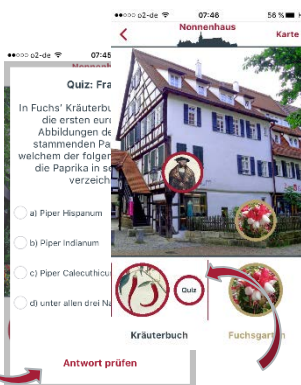 ●●○○○ o2-de 07:45
Quiz: Fra
In Fuchs' Kräuterbu
die ersten eur
Abbildungen de
stammenden Pa
welchem der folger
die Paprika in se
verzeich
a) Piper Hispanum
b) Piper Indianum
c) Piper Calecuthicu
d) unter allen drei Na
Antwort prüfen
●●○○○ o2-de 07:46 56 %
Nonnenhaus
Karte
Quiz
Kräuterbuch
Fuchsgarten